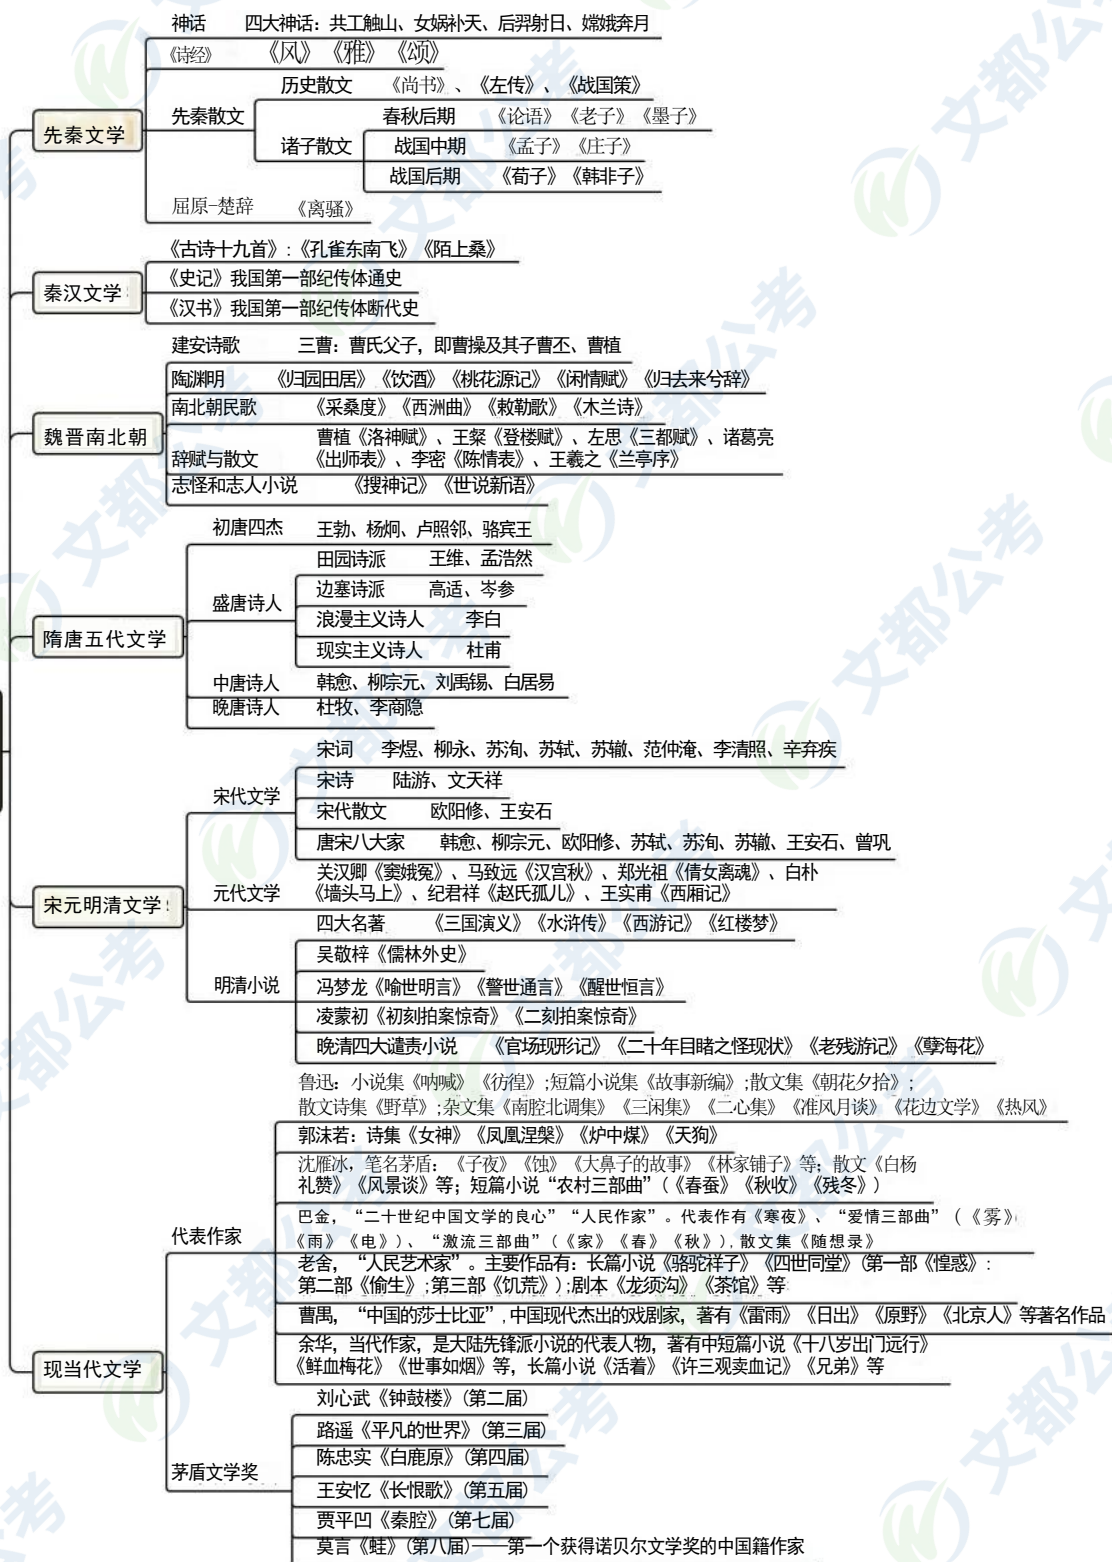 神话 四大神话：共工触山、女娲补天、后羿射日、嫦娥奔月
《诗经》 《风》《雅》《颂》
历史散文 《尚书》、《左传》、《战国策》
先秦散文
春秋后期 《论语》《老子》《墨子》
先秦文学
诸子散文
战国中期 《孟子》《庄子》
战国后期 《荀子》《韩非子》
屈原-楚辞 《离骚》
《古诗十九首》：《孔雀东南飞》《陌上桑》
秦汉文学
《史记》我国第一部纪传体通史
《汉书》我国第一部纪传体断代史
建安诗歌 三曹：曹氏父子，即曹操及其子曹丕、曹植
陶渊明 《归园田居》《饮酒》《桃花源记》《闲情赋》《归去来兮辞》
南北朝民歌 《采桑度》《西洲曲》《敕勒歌》《木兰诗》
魏晋南北朝
曹植《洛神赋》、王粲《登楼赋》、左思《三都赋》、诸葛亮
辞赋与散文 《出师表》、李密《陈情表》、王羲之《兰亭序》
志怪和志人小说 《搜神记》《世说新语》
初唐四杰 王勃、杨炯、卢照邻、骆宾王
田园诗派 王维、孟浩然
边塞诗派 高适、岑参
盛唐诗人
浪漫主义诗人 李白
隋唐五代文学
现实主义诗人 杜甫
中唐诗人 韩愈、柳宗元、刘禹锡、白居易
晚唐诗人 杜牧、李商隐
宋词 李煜、柳永、苏洵、苏轼、苏辙、范仲淹、李清照、辛弃疾
宋诗 陆游、文天祥
宋代文学
宋代散文 欧阳修、王安石
唐宋八大家 韩愈、柳宗元、欧阳修、苏轼、苏洵、苏辙、王安石、曾巩
关汉卿《窦娥冤》、马致远《汉宫秋》、郑光祖《倩女离魂》、白朴
元代文学 《墙头马上》、纪君祥《赵氏孤儿》、王实甫《西厢记》
宋元明清文学
四大名著 《三国演义》《水浒传》《西游记》《红楼梦》
吴敬梓《儒林外史》
明清小说
冯梦龙《喻世明言》《警世通言》《醒世恒言》
凌蒙初《初刻拍案惊奇》《二刻拍案惊奇》
晚清四大谴责小说 《官场现形记》《二十年目睹之怪现状》《老残游记》《孽海花》
鲁迅：小说集《呐喊》《彷徨》;短篇小说集《故事新编》;散文集《朝花夕拾》;
散文诗集《野草》;杂文集《南腔北调集》《三闲集》《二心集》《准风月谈》《花边文学》《热风》
郭沫若：诗集《女神》《凤凰涅槃》《炉中煤》《天狗》
沈雁冰，笔名茅盾：《子夜》《蚀》《大鼻子的故事》《林家铺子》等；散文《白杨
礼赞》《风景谈》等；短篇小说“农村三部曲”（《春蚕》《秋收》《残冬》）
巴金，“二十世纪中国文学的良心”“人民作家”。代表作有《寒夜》、“爱情三部曲”（《雾》
代表作家
《雨》《电》）、“激流三部曲”（《家》《春》《秋》），散文集《随想录》
老舍，“人民艺术家”。主要作品有：长篇小说《骆驼祥子》《四世同堂》(第一部《惶惑》:
第二部《偷生》;第三部《饥荒》);剧本《龙须沟》《茶馆》等
曹禺，“中国的莎士比亚”,中国现代杰出的戏剧家，著有《雷雨》《日出》《原野》《北京人》等著名作品
余华，当代作家，是大陆先锋派小说的代表人物，著有中短篇小说《十八岁出门远行》
《鲜血梅花》《世事如烟》等，长篇小说《活着》《许三观卖血记》《兄弟》等
现当代文学
刘心武《钟鼓楼》(第二届)
路遥《平凡的世界》(第三届)
陈忠实《白鹿原》(第四届)
茅盾文学奖
王安忆《长恨歌》(第五届)
贾平凹《秦腔》(第七届)
莫言《蛙》(第八届)——第一个获得诺贝尔文学奖的中国籍作家
文都公考
文都公考
文都公考
文都公考
文都公考
文都公考
文都公考
文都公考
文都公考
文都公考